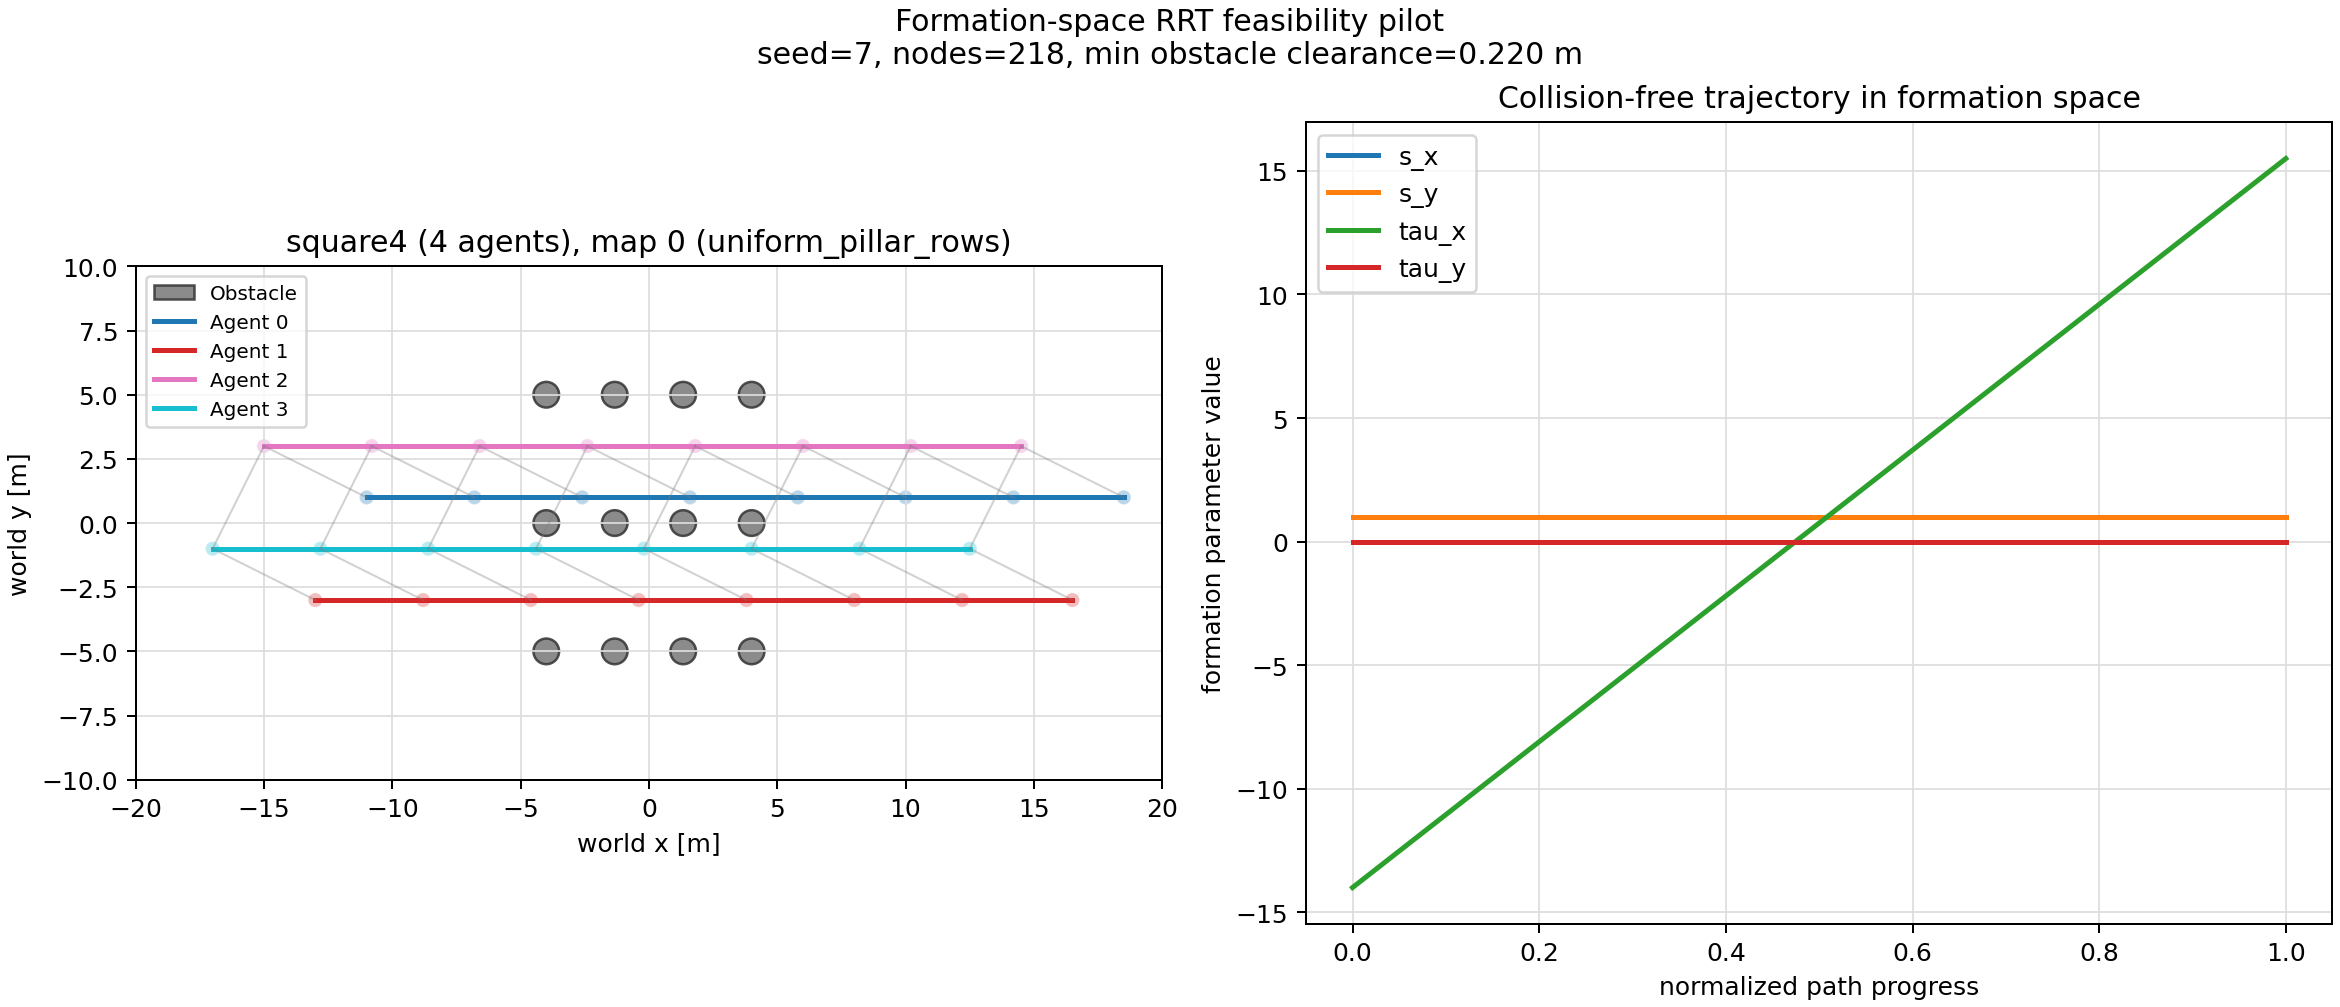 Formation-space RRT feasibility pilot
seed=7, nodes=218, min obstacle clearance=0.220 m
square4 (4 agents), map 0 (uniform_pillar_rows)
10.0
7.5
5.0
2.5
0.0
−2.5
−5.0
−7.5
−10.0
world y [m]
Obstacle
Agent 0
Agent 1
Agent 2
Agent 3
−20 −15 −10 −5 0 5 10 15 20
world x [m]
Collision-free trajectory in formation space
15
10
5
0
−5
−10
−15
formation parameter value
s_x
s_y
tau_x
tau_y
0.0 0.2 0.4 0.6 0.8 1.0
normalized path progress